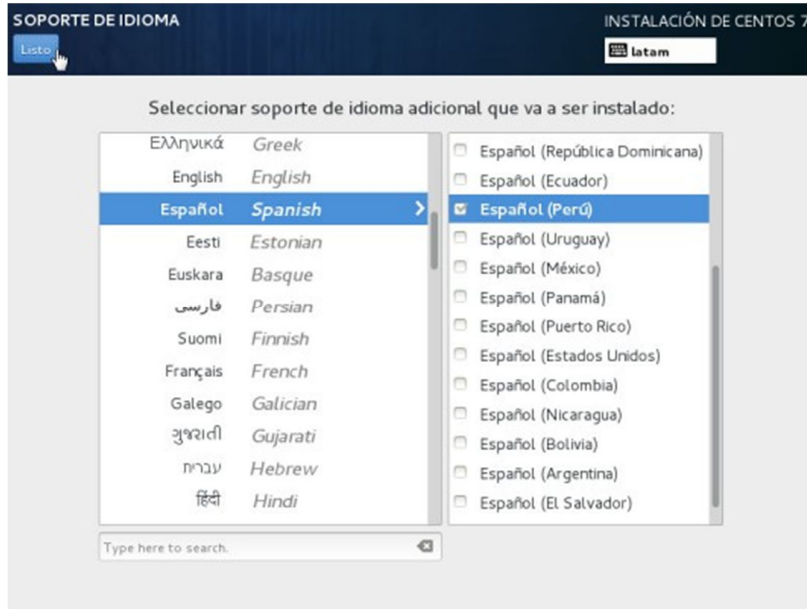 SOPORTE DE IDIOMA
INSTALACIÓN DE CENTOS 7
Listo
latam
Seleccionar soporte de idioma adicional que va a ser instalado:
Ελληνικά Greek
English English
Español Spanish
Eesti Estonian
Euskara Basque
فارسی Persian
Suomi Finnish
Français French
Galego Galician
ગુજરાતી Gujarati
עברית Hebrew
हिंदी Hindi
Español (República Dominicana)
Español (Ecuador)
Español (Perú)
Español (Uruguay)
Español (México)
Español (Panamá)
Español (Puerto Rico)
Español (Estados Unidos)
Español (Colombia)
Español (Nicaragua)
Español (Bolivia)
Español (Argentina)
Español (El Salvador)
Type here to search.